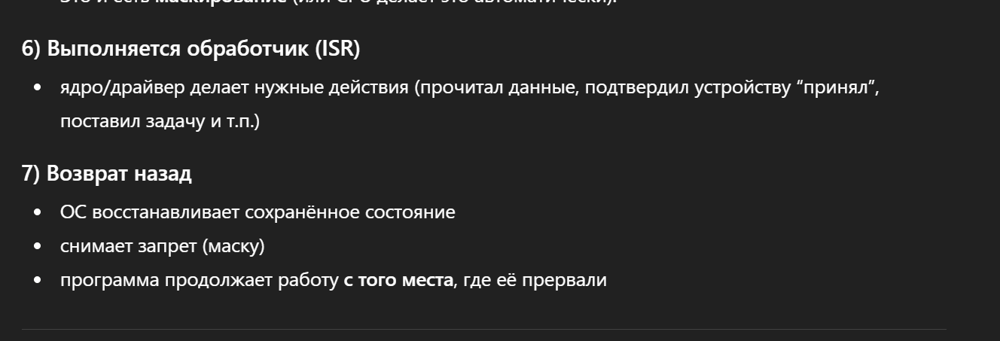 Это и есть маскирование (или CPU делает это автоматически).
6) Выполняется обработчик (ISR)
• ядро/драйвер делает нужные действия (прочитал данные, подтвердил устройству “принял”,
поставил задачу и т.п.)
7) Возврат назад
• ОС восстанавливает сохранённое состояние
• снимает запрет (маску)
• программа продолжает работу с того места, где её прервали